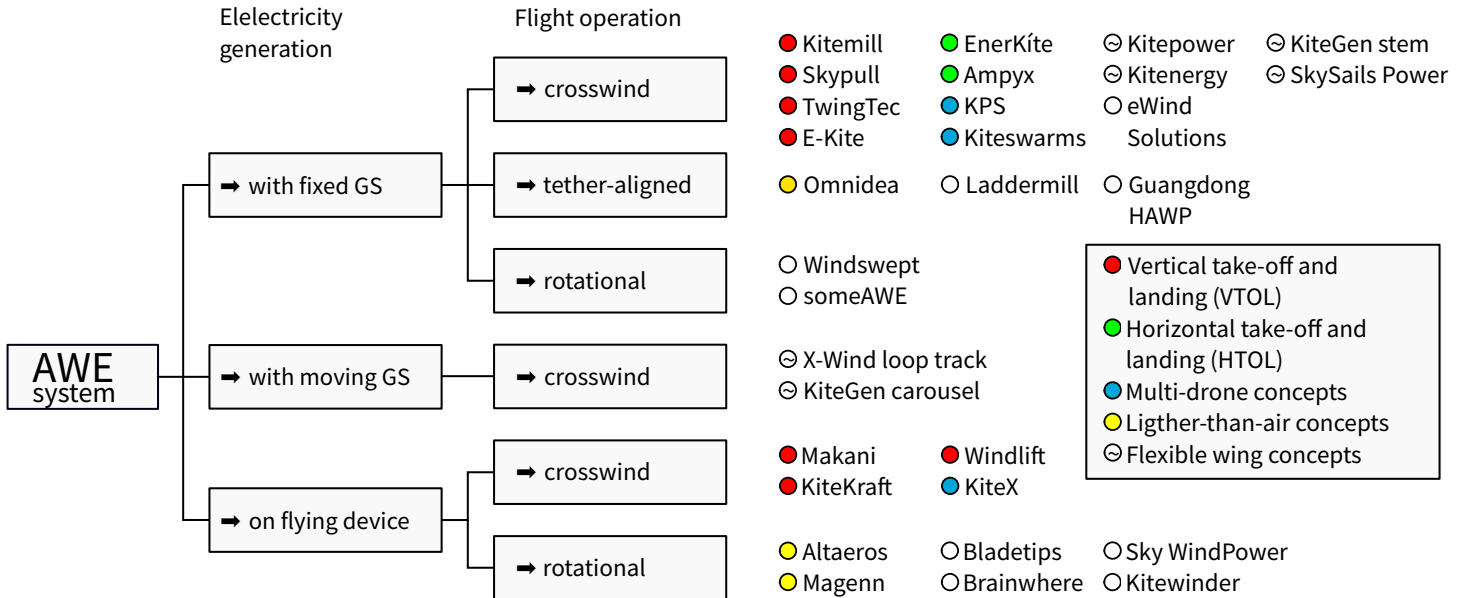 Elelectricity
generation
Flight operation
AWE
system
➡ with fixed GS
➡ crosswind
Kitemill
EnerKíte
Kitepower
KiteGen stem
Skypull
Ampyx
Kitenergy
SkySails Power
TwingTec
KPS
eWind
Solutions
E-Kite
Kiteswarms
➡ tether-aligned
Omnidea
Laddermill
Guangdong
HAWP
➡ rotational
Windswept
someAWE
➡ with moving GS
➡ crosswind
X-Wind loop track
KiteGen carousel
➡ on flying device
➡ crosswind
Makani
Windlift
KiteKraft
KiteX
➡ rotational
Altaeros
Bladetips
Sky WindPower
Magenn
Brainwhere
Kitewinder
Vertical take-off and
landing (VTOL)
Horizontal take-off and
landing (HTOL)
Multi-drone concepts
Ligther-than-air concepts
Flexible wing concepts